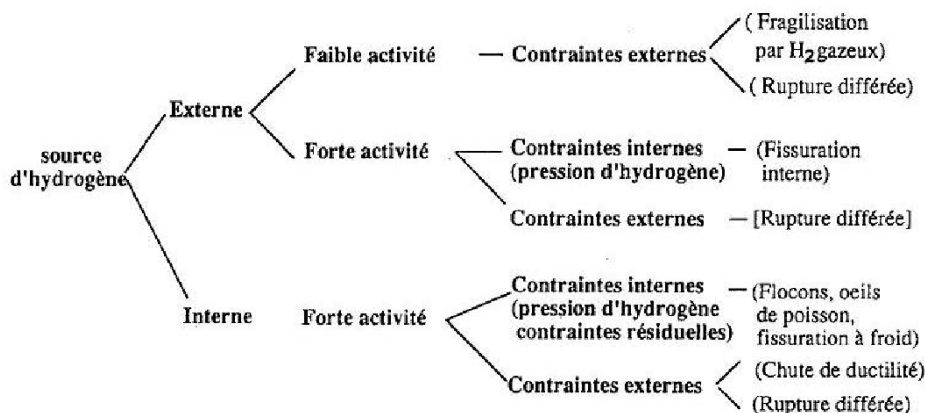 ( Fragilisation
par H2 gazeux)
Faible activité — Contraintes externes
( Rupture différée)
Externe
Forte activité
Contraintes internes — (Fissuration
(pression d'hydrogène) interne)
source
d'hydrogène
Contraintes externes — [Rupture différée]
Contraintes internes — (Flocons, oeils
(pression d'hydrogène de poisson,
contraintes résiduelles) fissuration à froid)
Interne
Forte activité
(Chute de ductilité)
Contraintes externes
(Rupture différée)